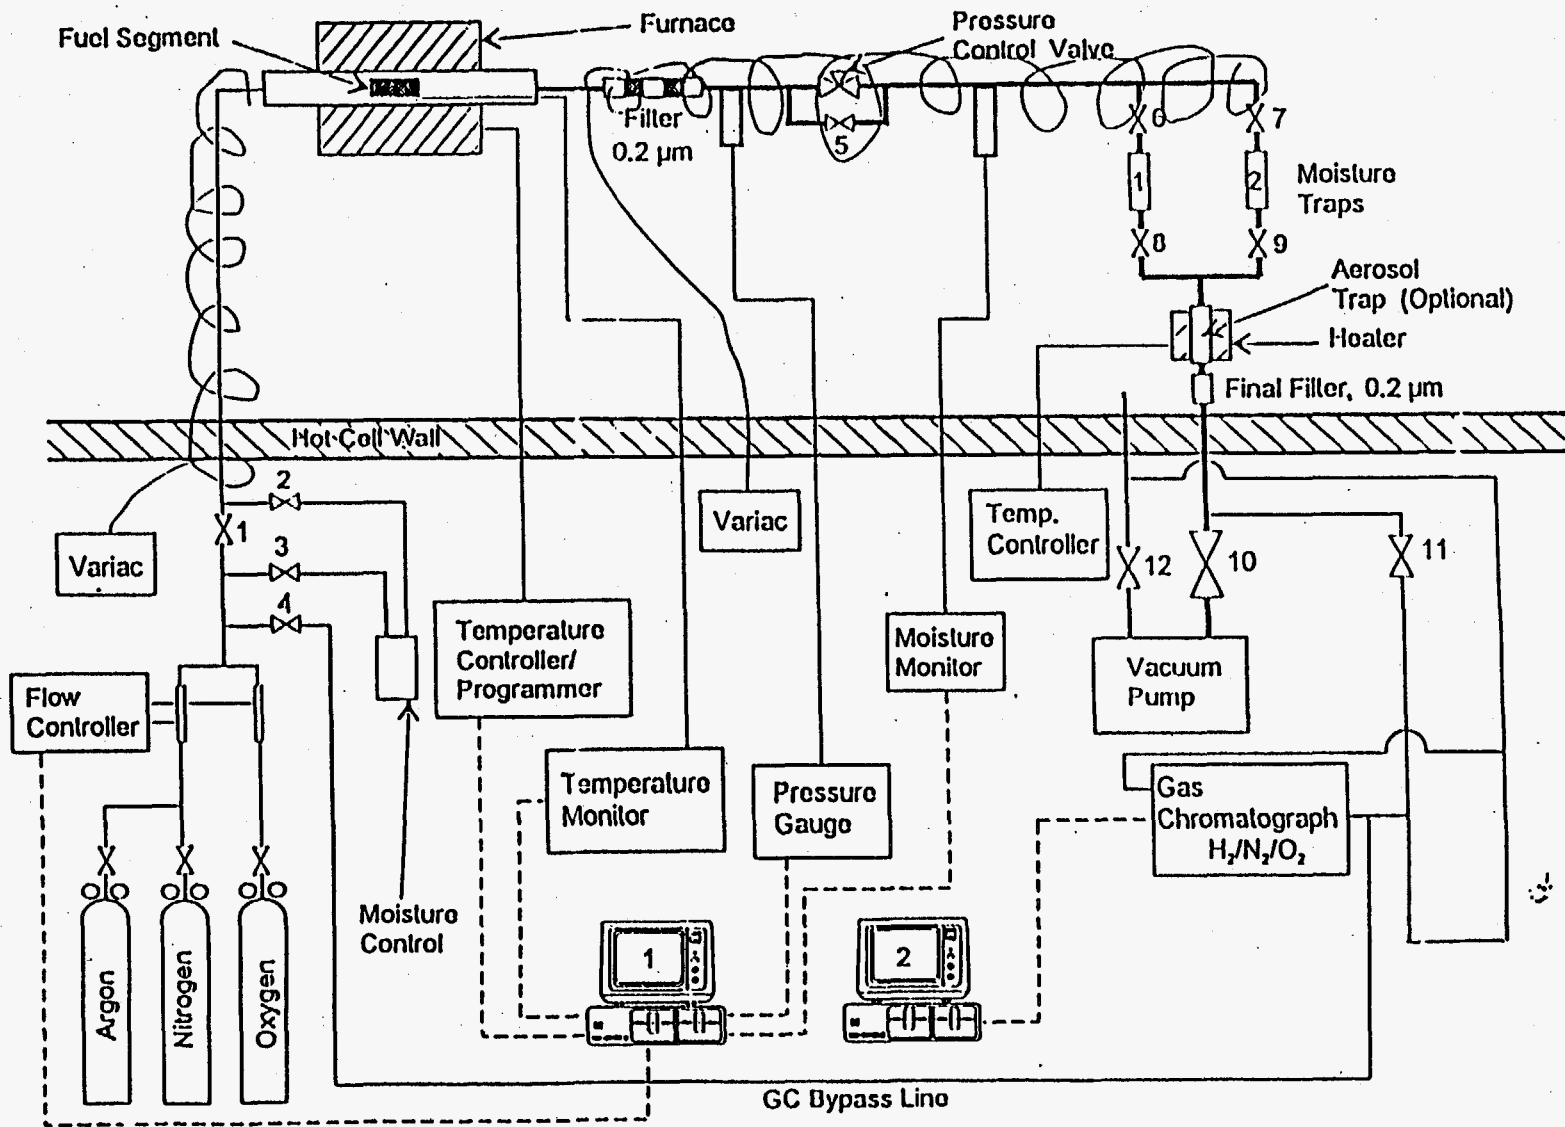 Fuel Segment
Furnace
Pressure
Control Valve
Filter
0.2 µm
5
6
7
1
2
Moisture
Traps
8
9
Aerosol
Trap (Optional)
Heater
Final Filter, 0.2 µm
Hot Cell Wall
2
1
3
4
Variac
Variac
Temp.
Controller
12
10
11
Temperature
Controller/
Programmer
Moisture
Monitor
Vacuum
Pump
Flow
Controller
Temperature
Monitor
Pressure
Gauge
Gas
Chromatograph
H₂/N₂/O₂
Moisture
Control
Argon
Nitrogen
Oxygen
1
2
GC Bypass Line